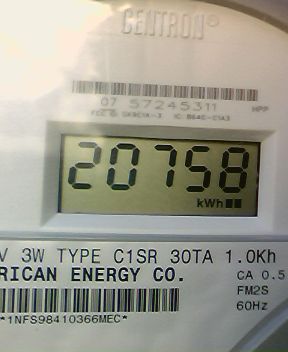 CENTRON®
07 57245311
HPP
20758
kWh
V 3W TYPE C1SR 30TA 1.0Kh
RICAN ENERGY CO.
CA 0.5
FM2S
60Hz
*1NFS98410366MEC*